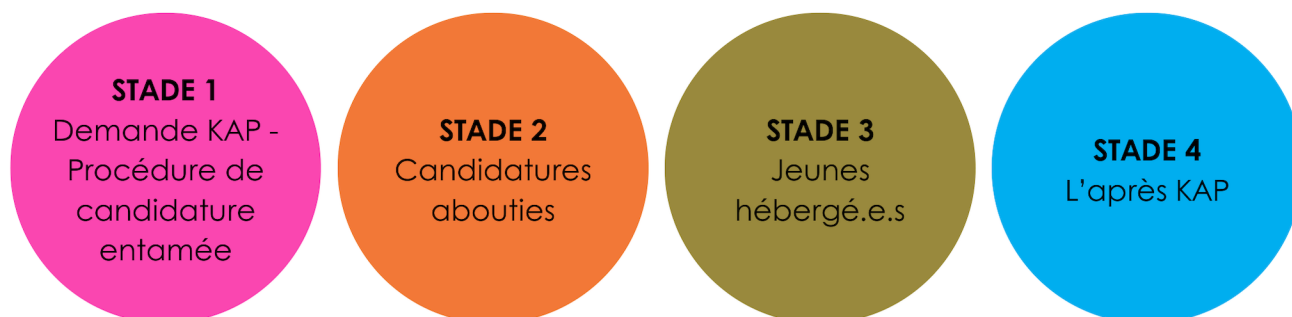 STADE 1
Demande KAP -
Procédure de
candidature
entamée
STADE 2
Candidatures
abouties
STADE 3
Jeunes
hébergé.e.s
STADE 4
L'après KAP